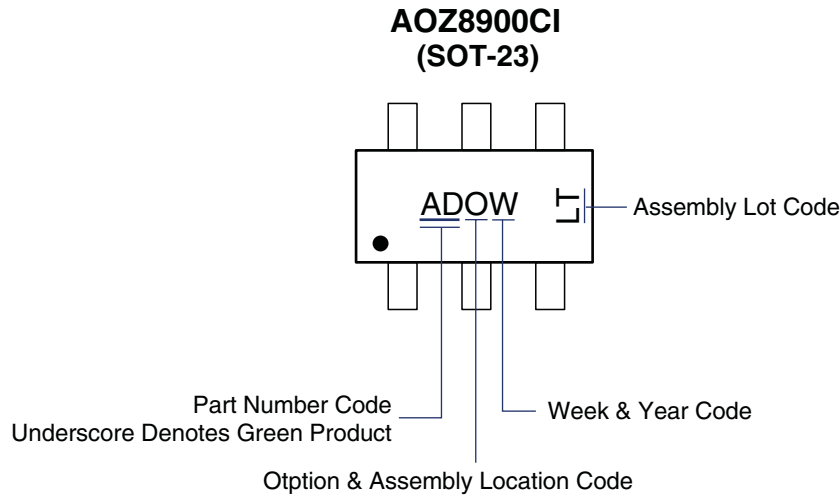 AOZ8900CI
(SOT-23)
ADOW
LT
Assembly Lot Code
Part Number Code
Underscore Denotes Green Product
Week & Year Code
Otption & Assembly Location Code